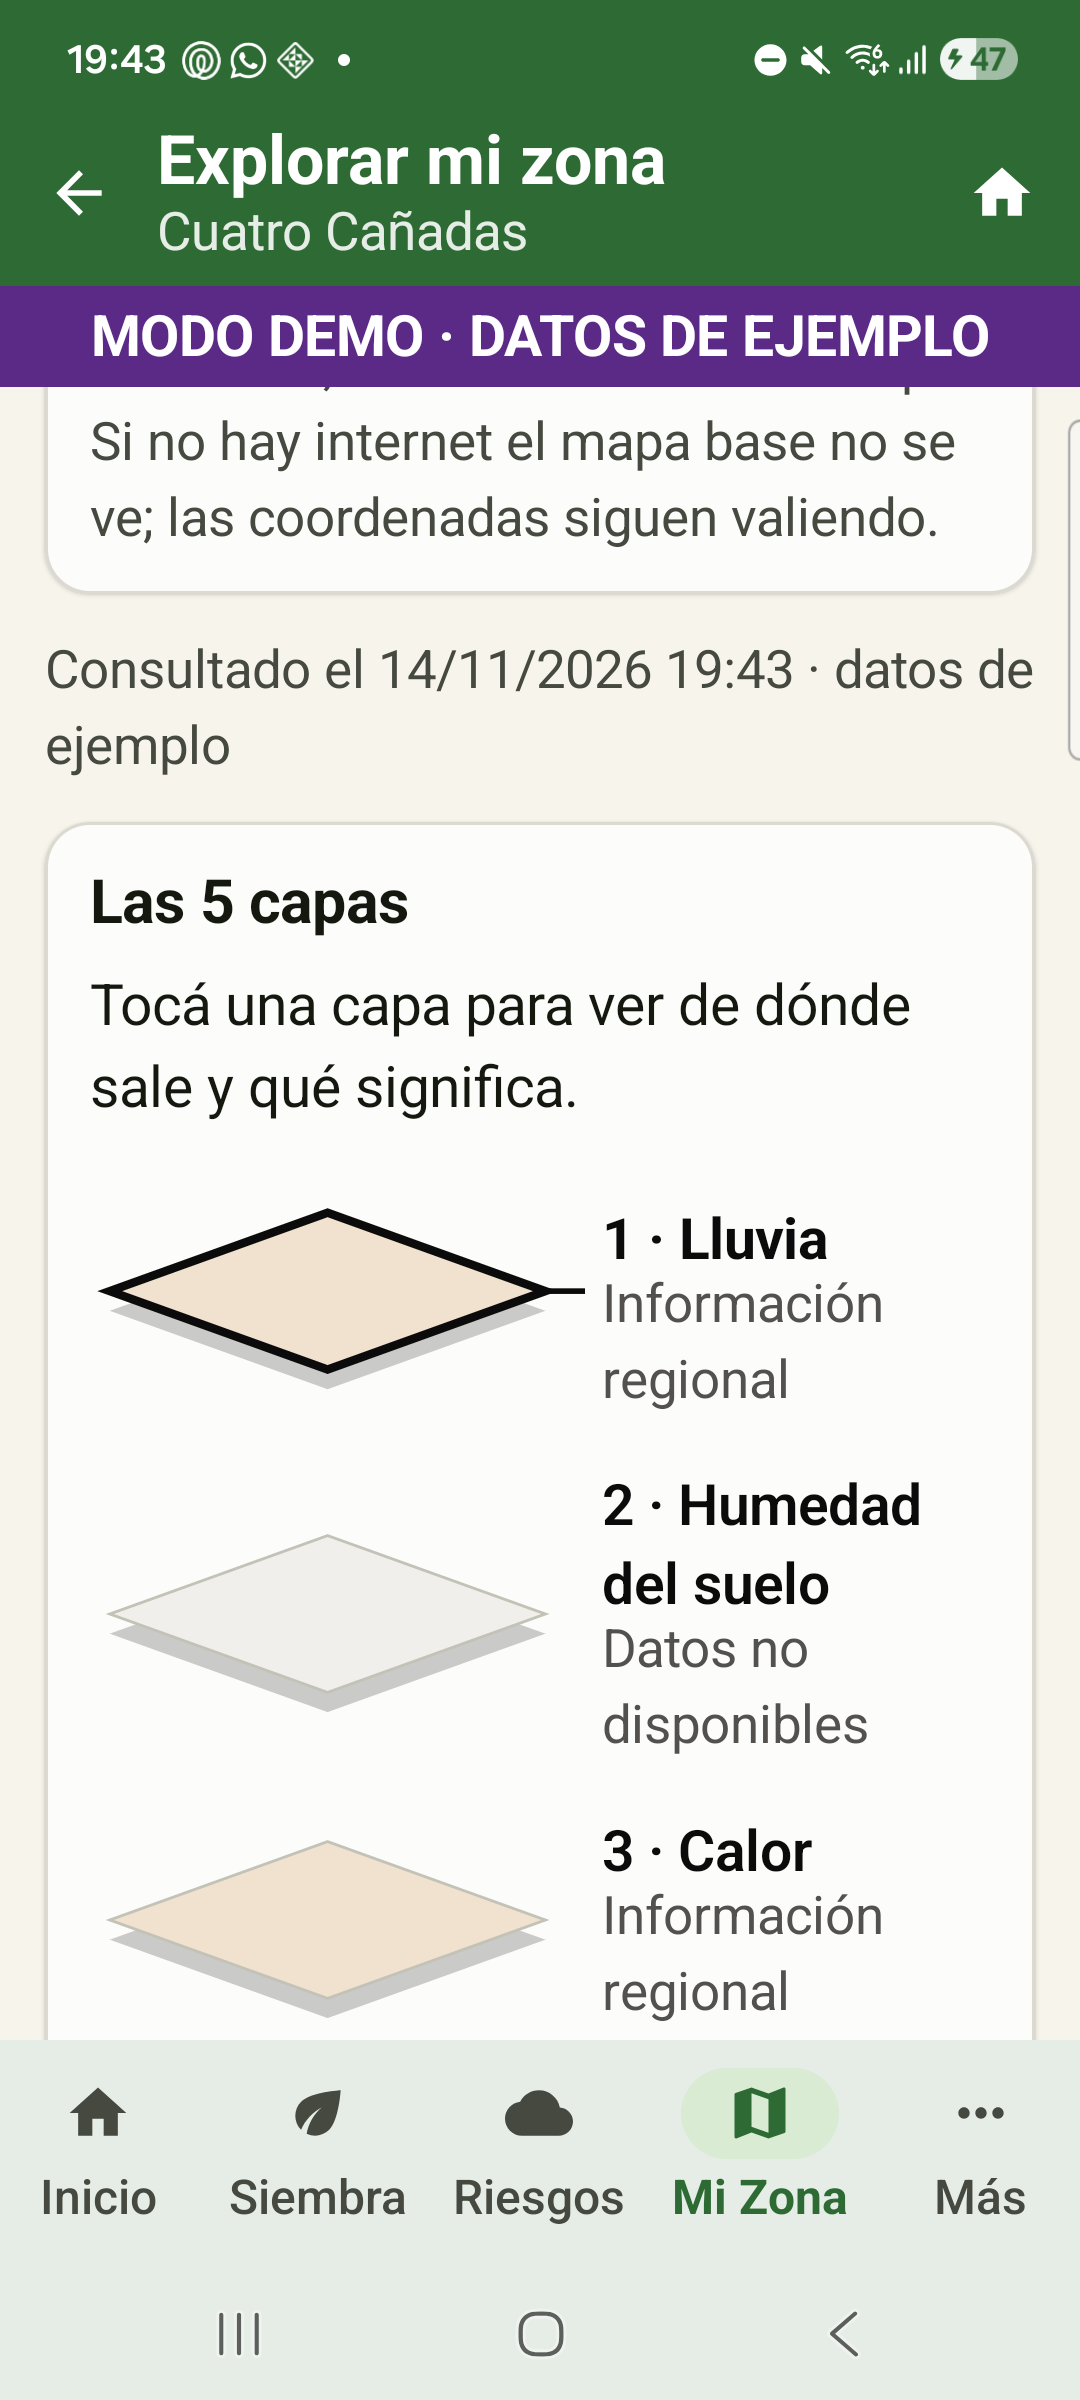 19:43
6
47
Explorar mi zona
Cuatro Cañadas
MODO DEMO · DATOS DE EJEMPLO
Si no hay internet el mapa base no se
ve; las coordenadas siguen valiendo.
Consultado el 14/11/2026 19:43 · datos de
ejemplo
Las 5 capas
Tocá una capa para ver de dónde
sale y qué significa.
1 · Lluvia
Información
regional
2 · Humedad
del suelo
Datos no
disponibles
3 · Calor
Información
regional
Inicio
Siembra
Riesgos
Mi Zona
Más